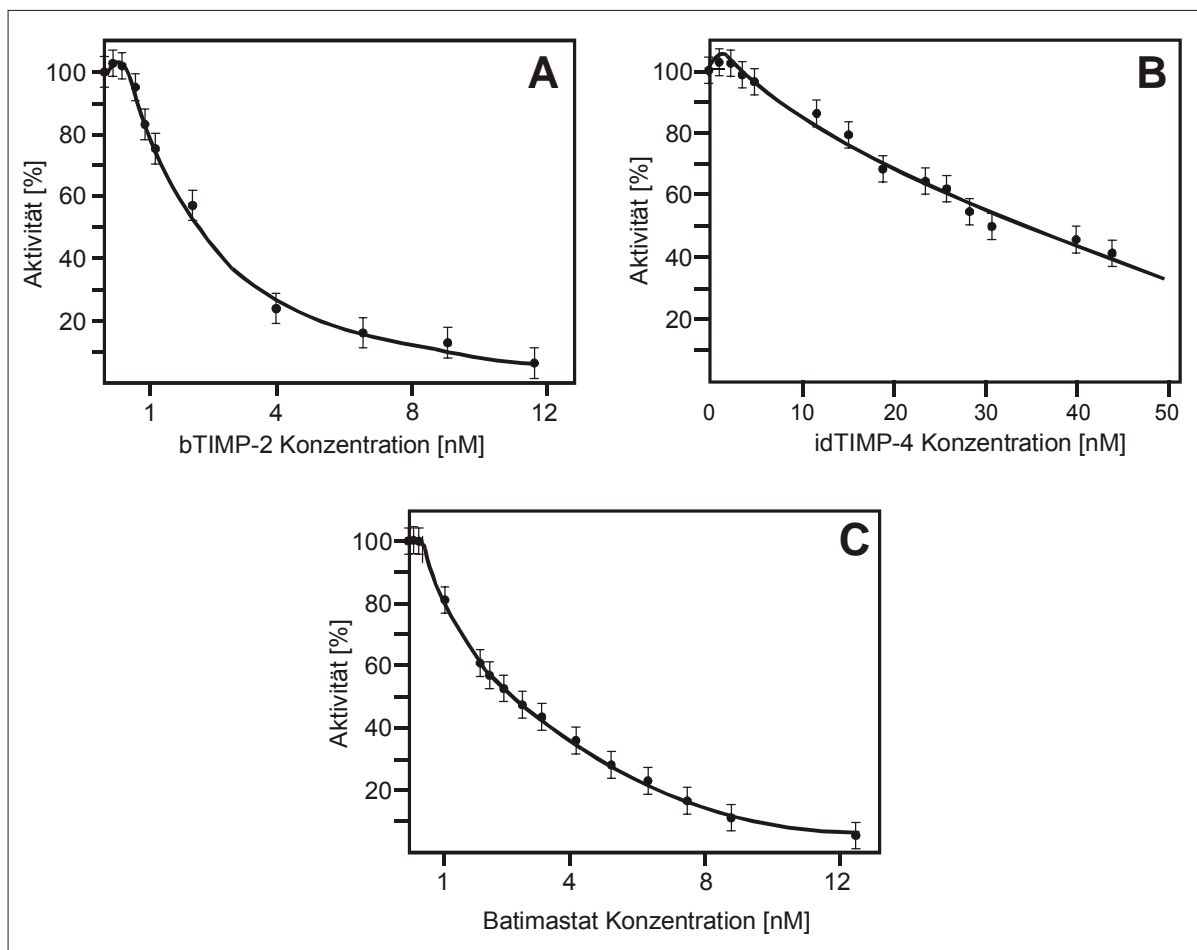 A
100
80
60
40
20
Aktivität [%]
1 4 8 12
bTIMP-2 Konzentration [nM]
B
100
80
60
40
20
Aktivität [%]
0 10 20 30 40 50
idTIMP-4 Konzentration [nM]
C
100
80
60
40
20
Aktivität [%]
1 4 8 12
Batimastat Konzentration [nM]